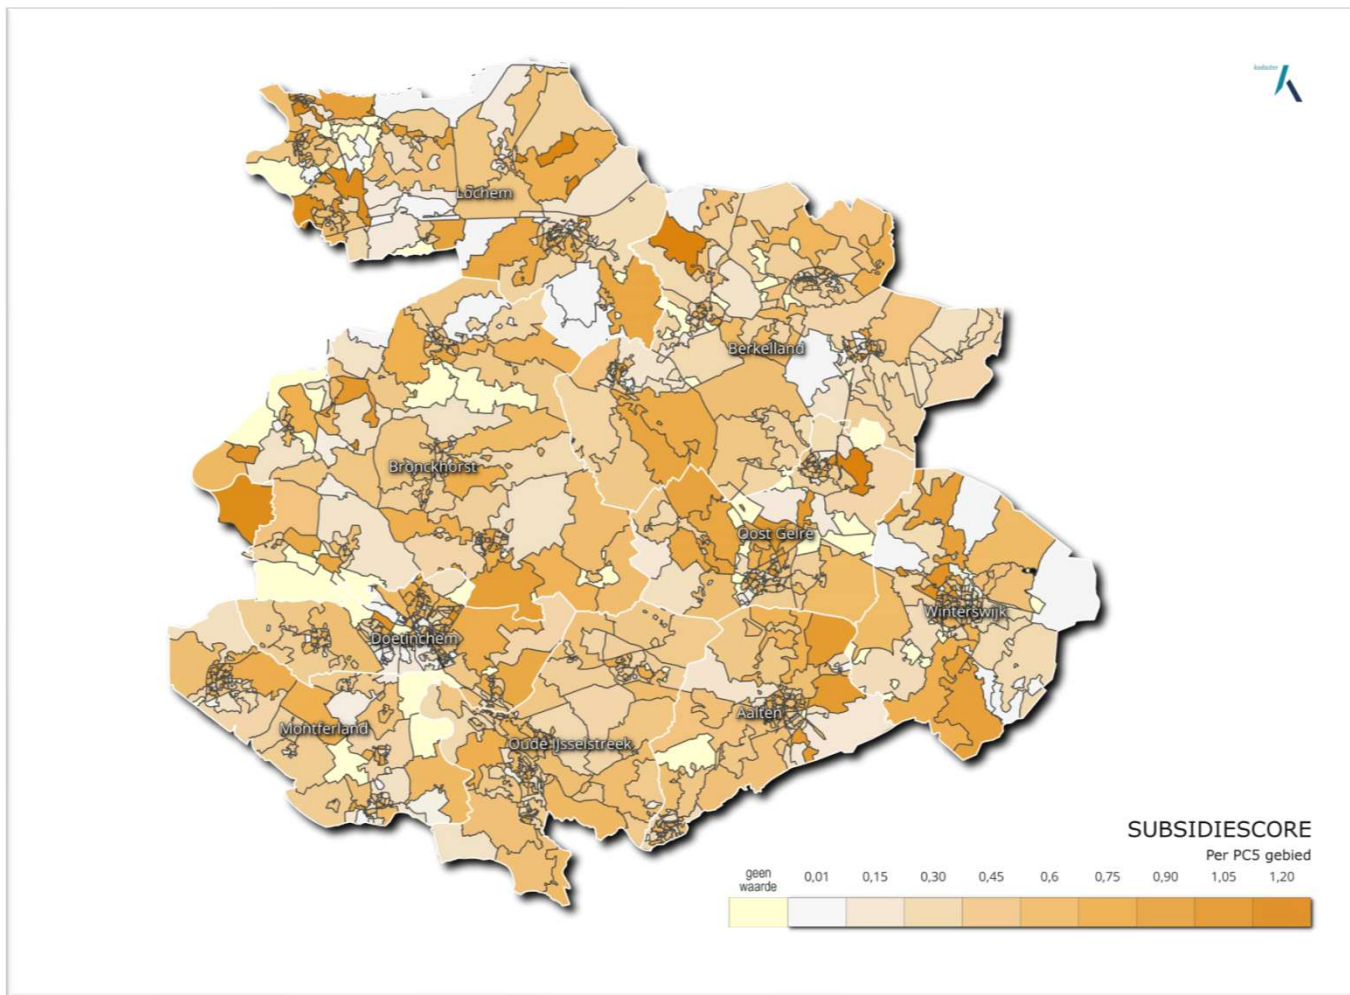 kadaster
Lochem
Berkelland
Bronckhorst
Oost Gelre
Winterswijk
Doetinchem
Aalten
Montferland
Oude IJsselstreek
SUBSIDIESCORE
Per PC5 gebied
geen
waarde
0,01 0,15 0,30 0,45 0,6 0,75 0,90 1,05 1,20